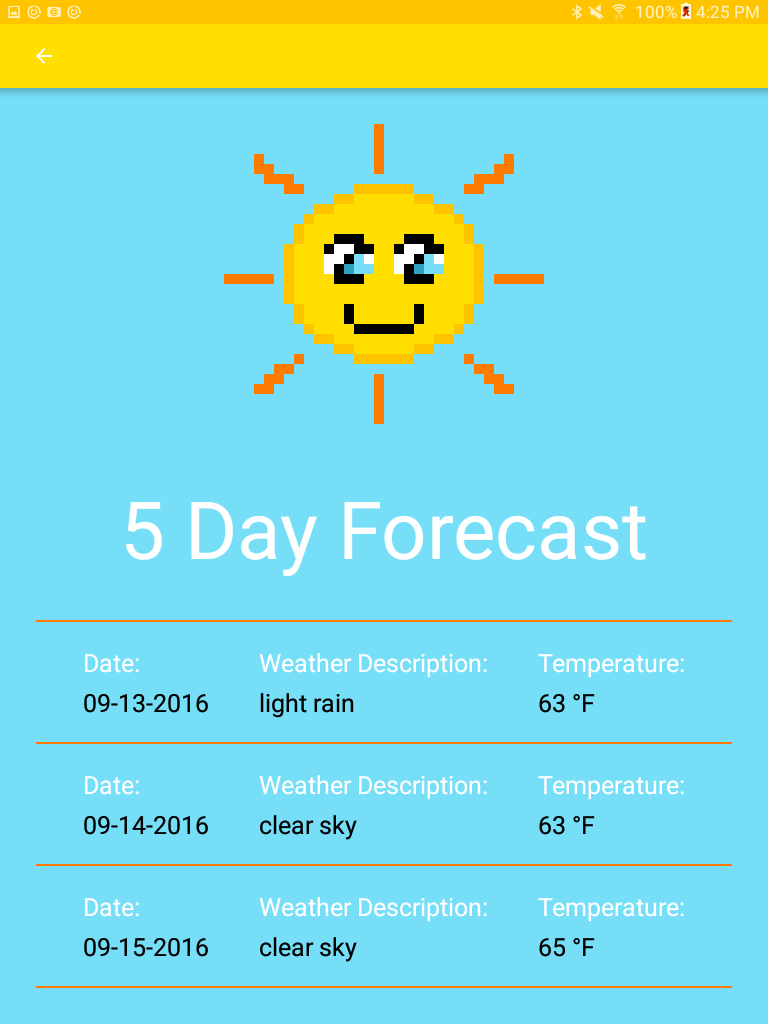 100% 4:25 PM
5 Day Forecast
Date: Weather Description: Temperature:
09-13-2016 light rain 63 °F
Date: Weather Description: Temperature:
09-14-2016 clear sky 63 °F
Date: Weather Description: Temperature:
09-15-2016 clear sky 65 °F